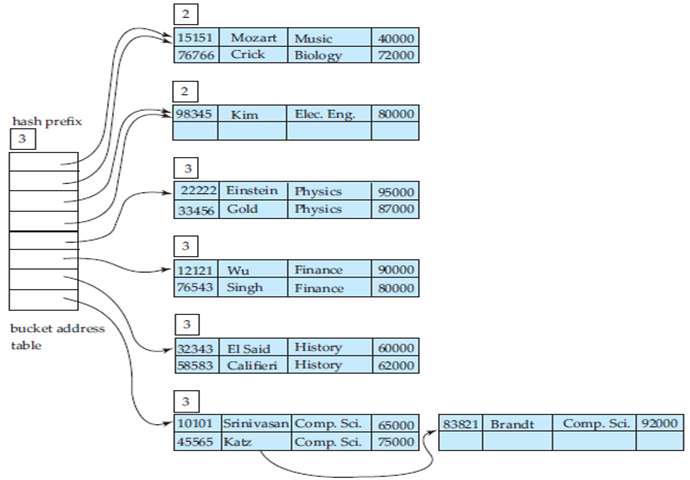 2
15151 Mozart Music 40000
76766 Crick Biology 72000
2
98345 Kim Elec. Eng. 80000
hash prefix
3
3
22222 Einstein Physics 95000
33456 Gold Physics 87000
3
12121 Wu Finance 90000
76543 Singh Finance 80000
bucket address
table
3
32343 El Said History 60000
58583 Califieri History 62000
3
10101 Srinivasan Comp. Sci. 65000
45565 Katz Comp. Sci. 75000
83821 Brandt Comp. Sci. 92000